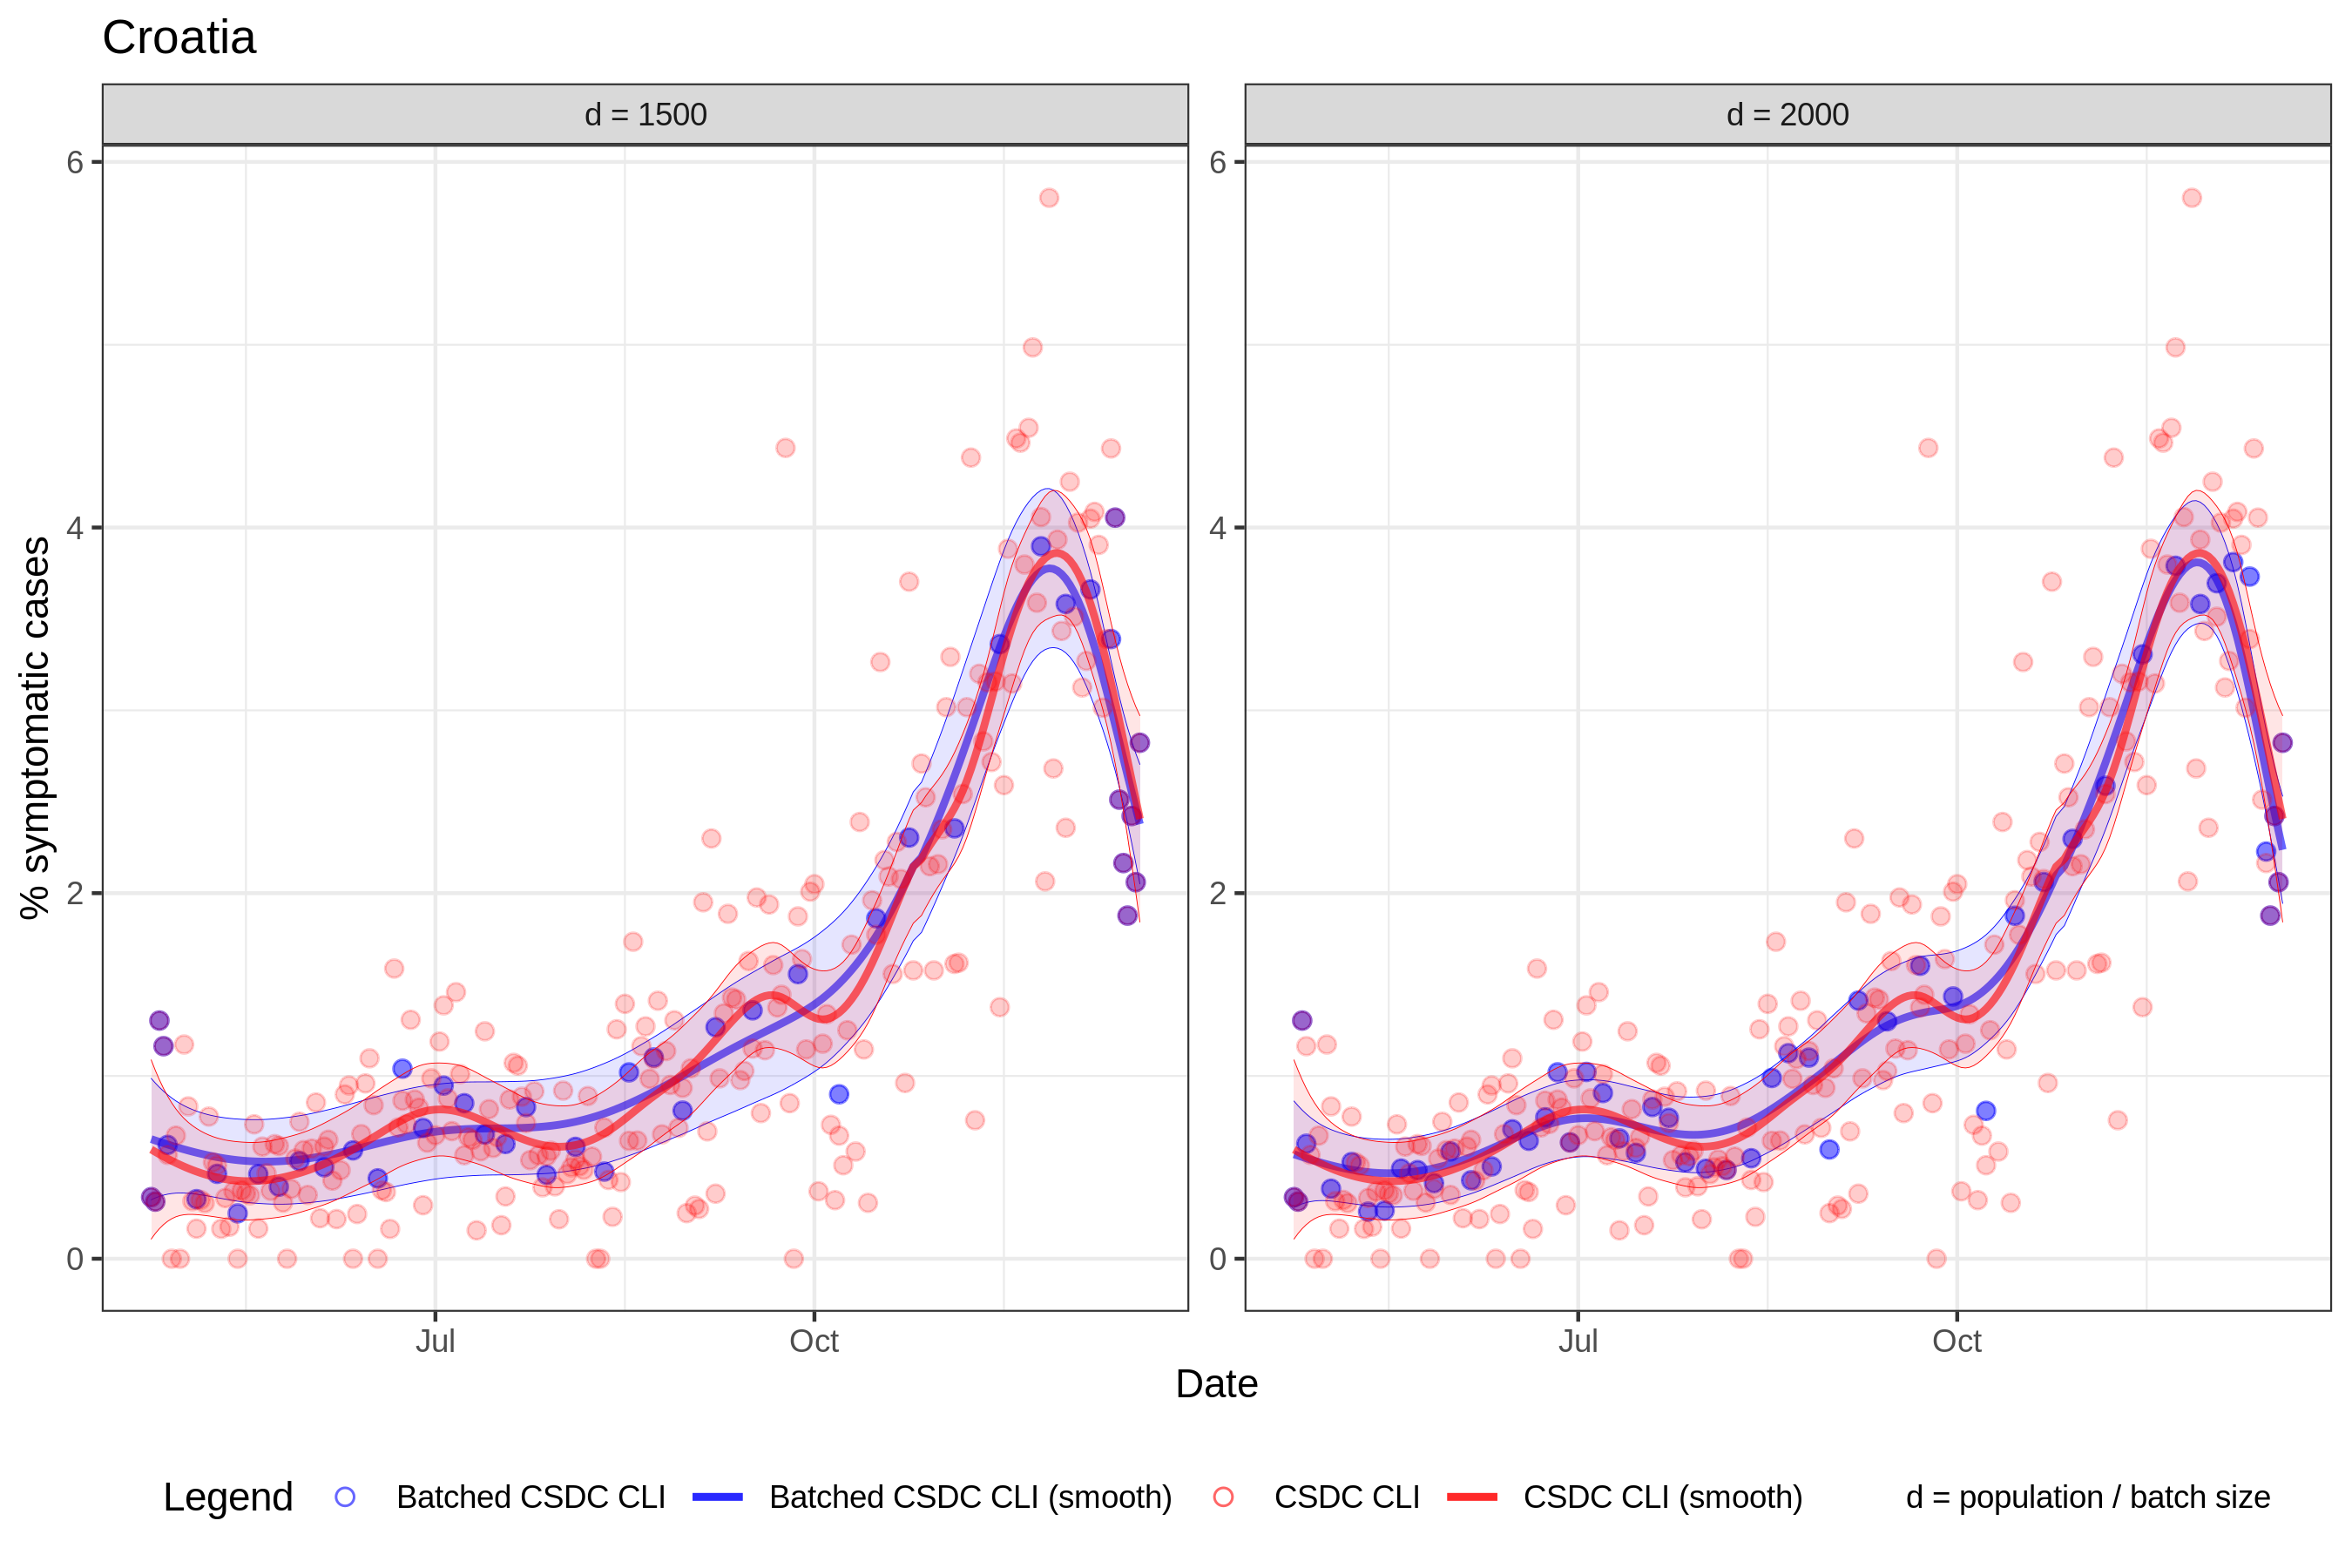 Croatia
d = 1500
d = 2000
% symptomatic cases
6
4
2
0
6
4
2
0
Jul
Oct
Jul
Oct
Date
Legend
Batched CSDC CLI
Batched CSDC CLI (smooth)
CSDC CLI
CSDC CLI (smooth)
d = population / batch size